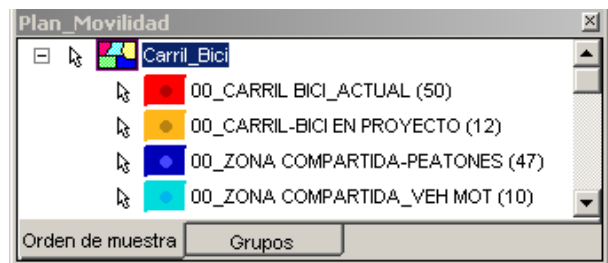 Plan_Movilidad
Carril_Bici
00_CARRIL BICI_ACTUAL (50)
00_CARRIL-BICI EN PROYECTO (12)
00_ZONA COMPARTIDA-PEATONES (47)
00_ZONA COMPARTIDA_VEH MOT (10)
Orden de muestra Grupos